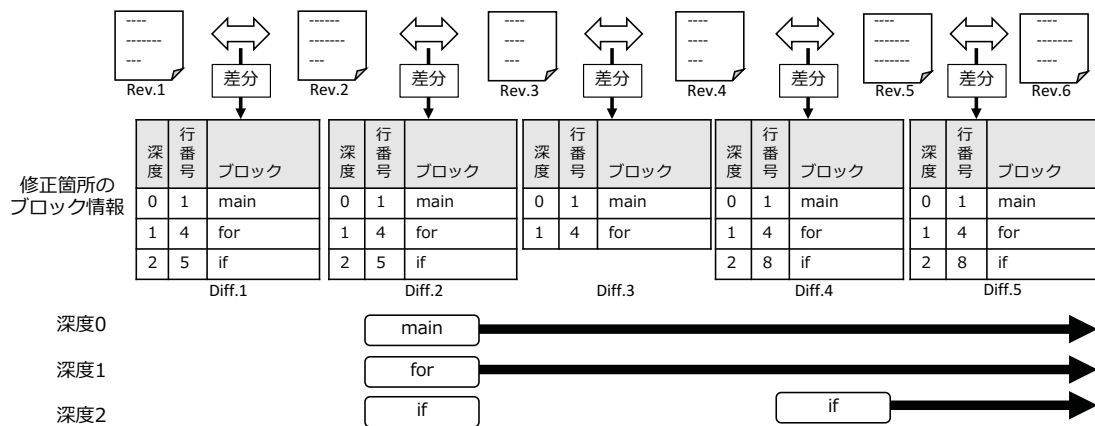 ---- ------- ---
------- ------ ---
---- ---- ---
---- ---- ---
------ ------ ----
---- ------- ----
差分 差分 差分 差分 差分
Rev.1 Rev.2 Rev.3 Rev.4 Rev.5 Rev.6
修正箇所の
ブロック情報
深度 行番号 ブロック
0 1 main
1 4 for
2 5 if
Diff.1
深度 行番号 ブロック
0 1 main
1 4 for
2 5 if
Diff.2
深度 行番号 ブロック
0 1 main
1 4 for
Diff.3
深度 行番号 ブロック
0 1 main
1 4 for
2 8 if
Diff.4
深度 行番号 ブロック
0 1 main
1 4 for
2 8 if
Diff.5
深度0 main
深度1 for
深度2 if if